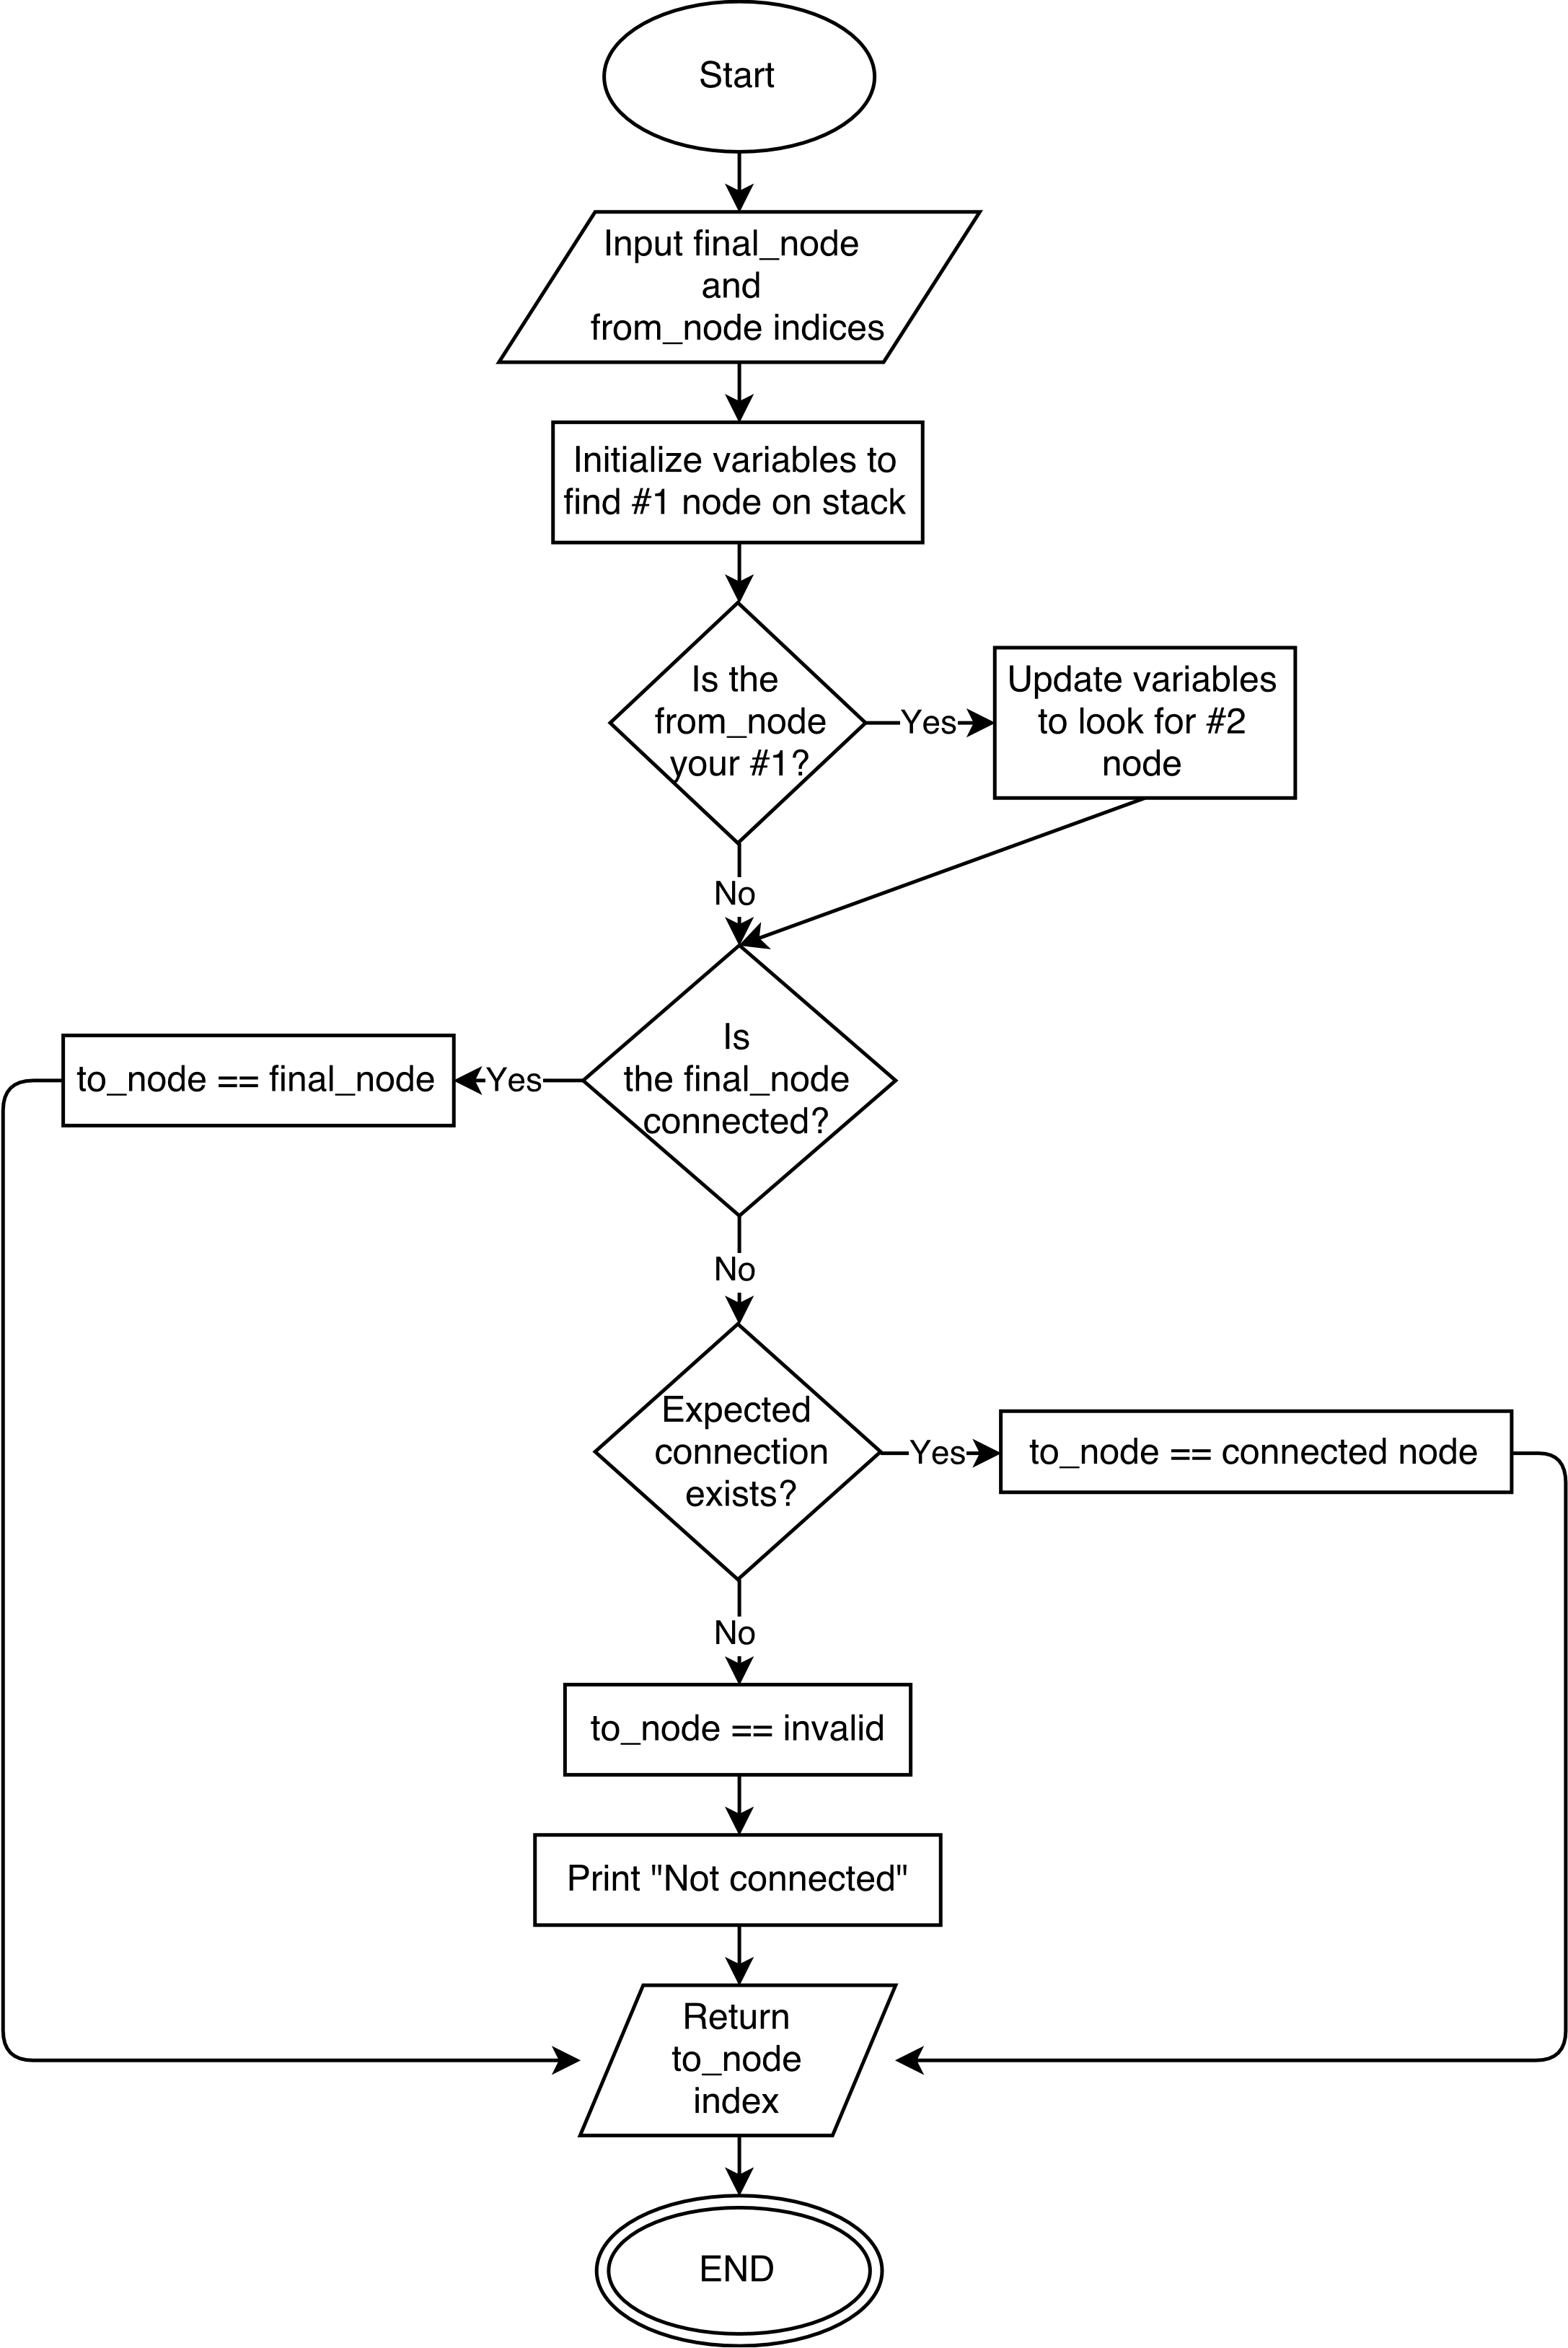 Start
Input final_node
and
from_node indices
Initialize variables to
find #1 node on stack
Is the
from_node
your #1?
Yes
Update variables
to look for #2
node
No
Is
the final_node
connected?
Yes
to_node == final_node
No
Expected
connection
exists?
Yes
to_node == connected node
No
to_node == invalid
Print "Not connected"
Return
to_node
index
END